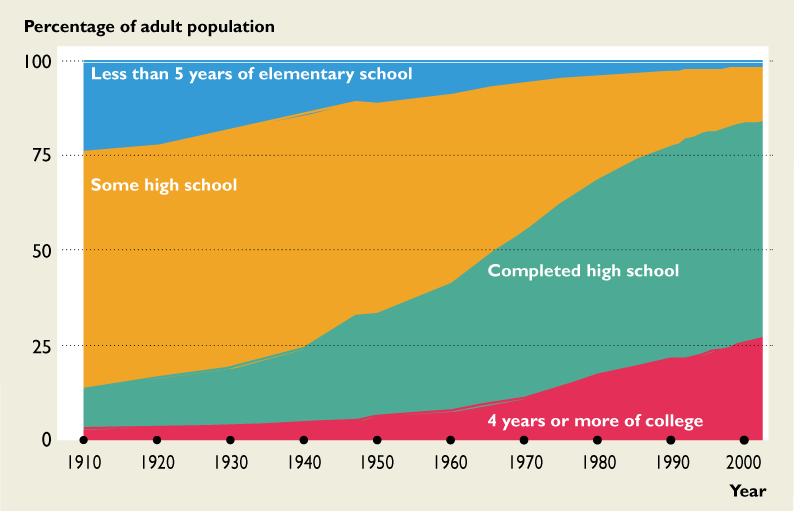 Percentage of adult population
100
Less than 5 years of elementary school
75
Some high school
50
Completed high school
25
4 years or more of college
0
1910 1920 1930 1940 1950 1960 1970 1980 1990 2000
Year